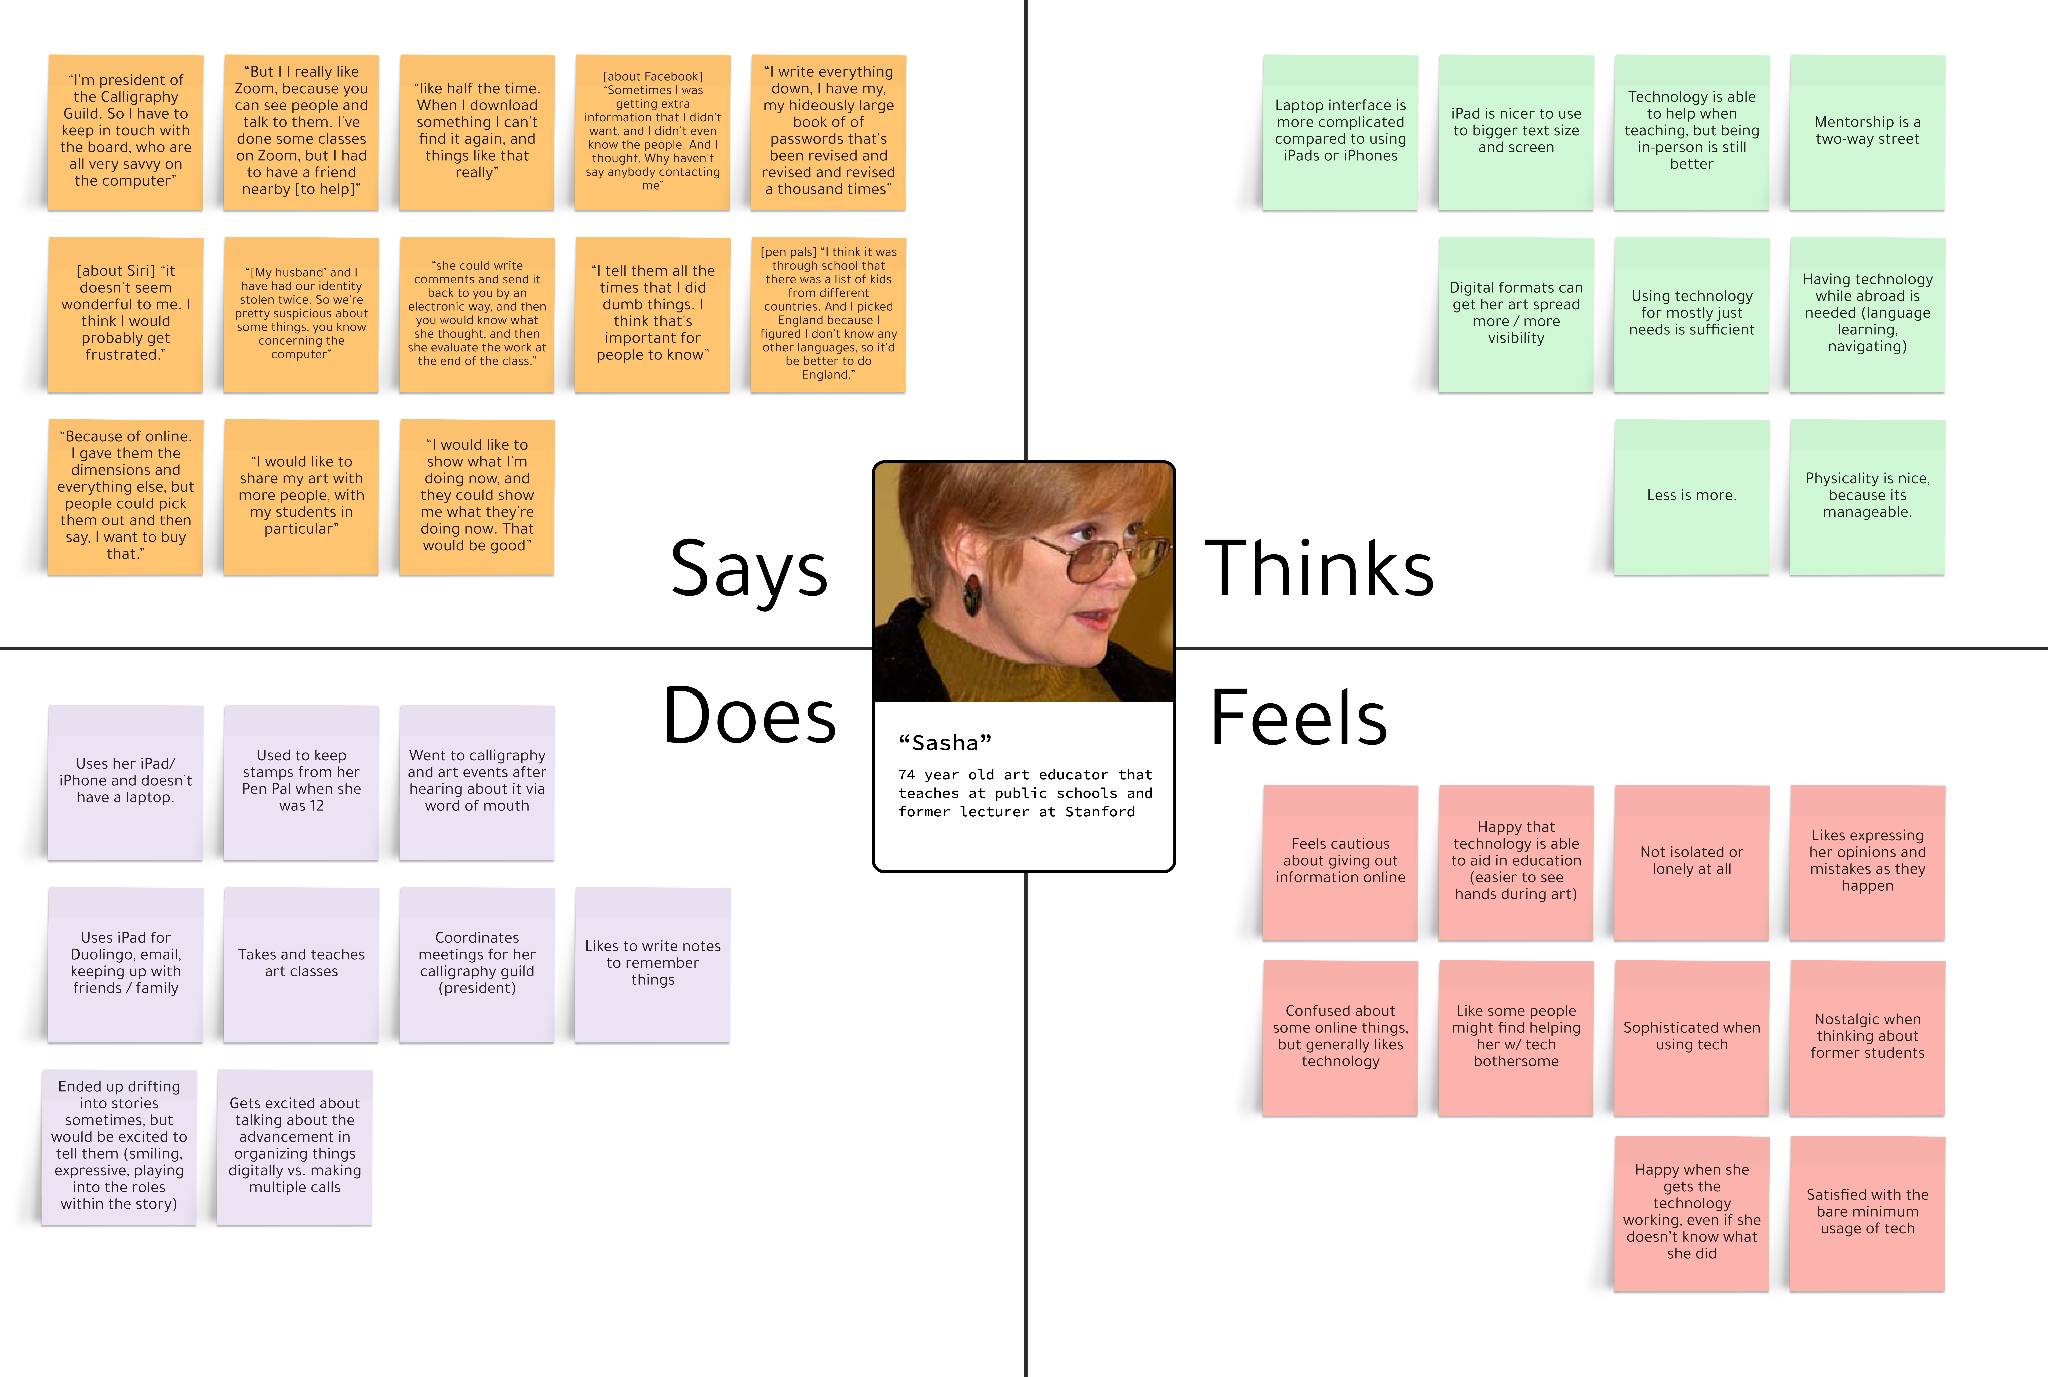 “I’m president of
the Calligraphy
Guild. So I have to
keep in touch with
the board, who are
all very savvy on
the computer”
“But I I really like
Zoom, because you
can see people and
talk to them. I’ve
done some classes
on Zoom, but I had
to have a friend
nearby [to help]”
“like half the time.
When I download
something I can’t
find it again, and
things like that
really”
[about Facebook]
“Sometimes I was
getting extra
information that I didn’t
want, and I didn’t even
know the people. And I
thought, Why haven’t
say anybody contacting
me”
“I write everything
down, I have my,
my hideously large
book of of
passwords that’s
been revised and
revised and revised
a thousand times”
[about Siri] “it
doesn’t seem
wonderful to me. I
think I would
probably get
frustrated.”
“[My husband” and I
have had our identity
stolen twice. So we’re
pretty suspicious about
some things, you know
concerning the
computer”
“she could write
comments and send it
back to you by an
electronic way, and then
you would know what
she thought, and then
she evaluate the work at
the end of the class.”
“I tell them all the
times that I did
dumb things. I
think that’s
important for
people to know”
[pen pals] “I think it was
through school that
there was a list of kids
from different
countries. And I picked
England because I
figured I don’t know any
other languages, so it’d
be better to do
England.”
“Because of online.
I gave them the
dimensions and
everything else, but
people could pick
them out and then
say, I want to buy
that.”
“I would like to
share my art with
more people, with
my students in
particular”
“I would like to
show what I’m
doing now, and
they could show
me what they’re
doing now. That
would be good”
Says
Laptop interface is
more complicated
compared to using
iPads or iPhones
iPad is nicer to use
to bigger text size
and screen
Technology is able
to help when
teaching, but being
in-person is still
better
Mentorship is a
two-way street
Digital formats can
get her art spread
more / more
visibility
Using technology
for mostly just
needs is sufficient
Having technology
while abroad is
needed (language
learning,
navigating)
Less is more.
Physicality is nice,
because its
manageable.
Thinks
“Sasha”
74 year old art educator that
teaches at public schools and
former lecturer at Stanford
Does
Uses her iPad/
iPhone and doesn’t
have a laptop.
Used to keep
stamps from her
Pen Pal when she
was 12
Went to calligraphy
and art events after
hearing about it via
word of mouth
Uses iPad for
Duolingo, email,
keeping up with
friends / family
Takes and teaches
art classes
Coordinates
meetings for her
calligraphy guild
(president)
Likes to write notes
to remember
things
Ended up drifting
into stories
sometimes, but
would be excited to
tell them (smiling,
expressive, playing
into the roles
within the story)
Gets excited about
talking about the
advancement in
organizing things
digitally vs. making
multiple calls
Feels
Feels cautious
about giving out
information online
Happy that
technology is able
to aid in education
(easier to see
hands during art)
Not isolated or
lonely at all
Likes expressing
her opinions and
mistakes as they
happen
Confused about
some online things,
but generally likes
technology
Like some people
might find helping
her w/ tech
bothersome
Sophisticated when
using tech
Nostalgic when
thinking about
former students
Happy when she
gets the
technology
working, even if she
doesn’t know what
she did
Satisfied with the
bare minimum
usage of tech